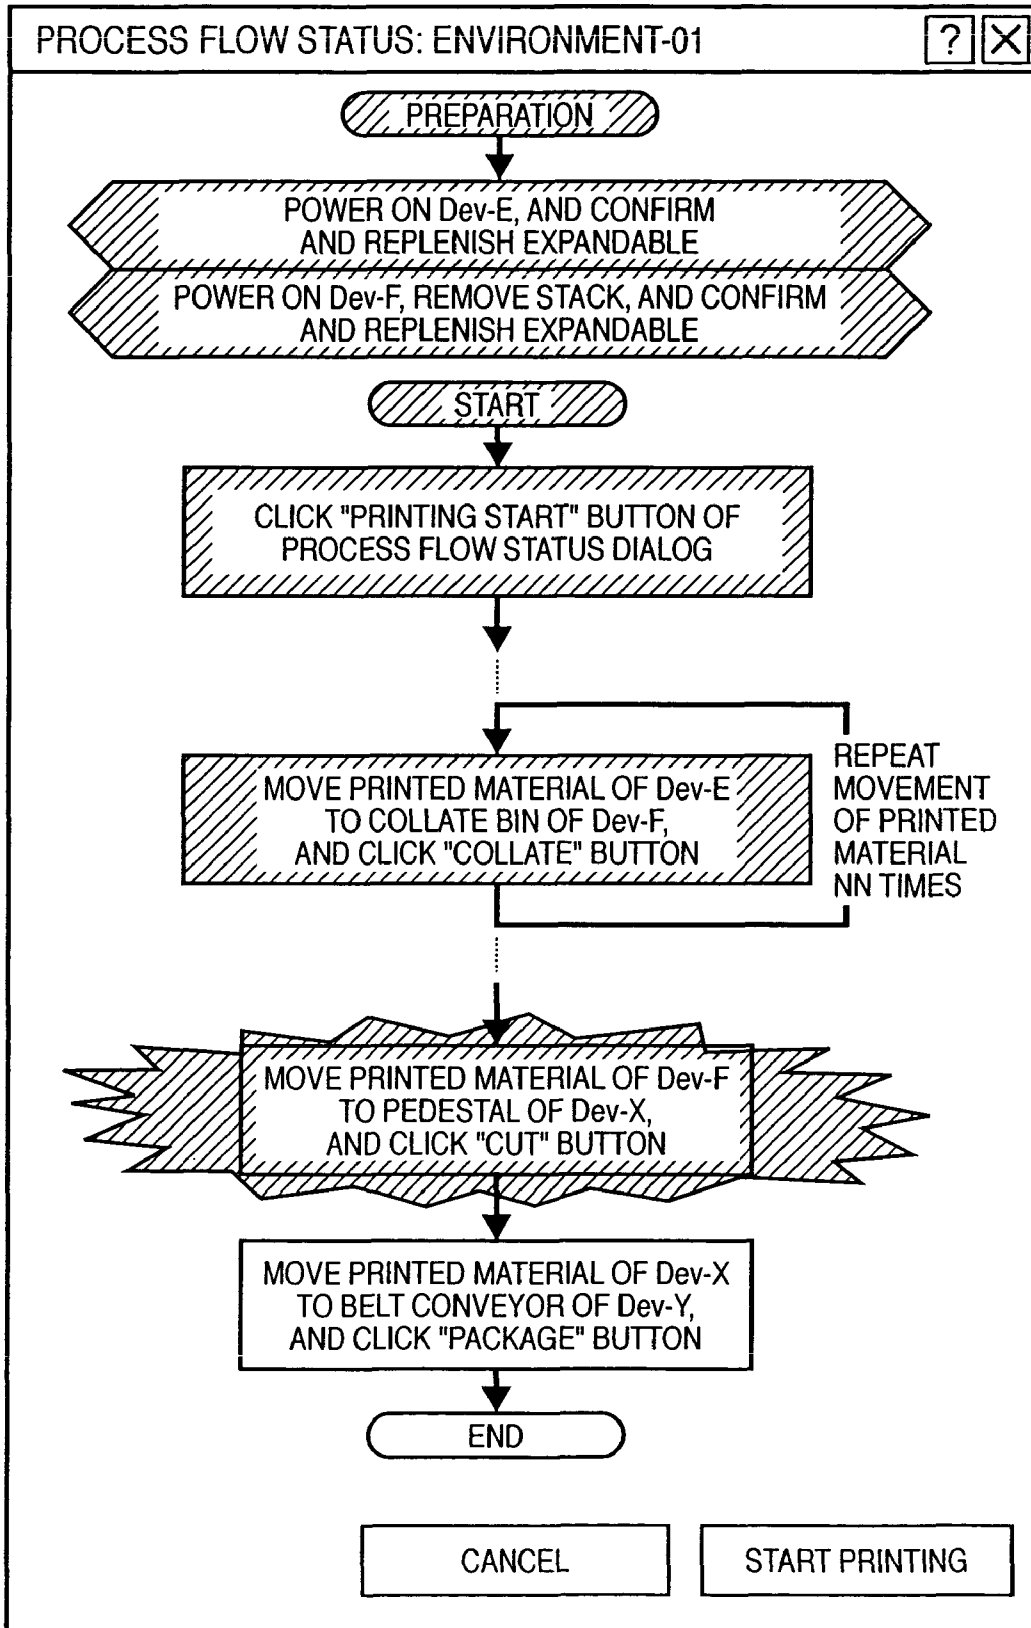 PROCESS FLOW STATUS: ENVIRONMENT-01
?
X
PREPARATION
POWER ON Dev-E, AND CONFIRM
AND REPLENISH EXPANDABLE
POWER ON Dev-F, REMOVE STACK, AND CONFIRM
AND REPLENISH EXPANDABLE
START
CLICK "PRINTING START" BUTTON OF
PROCESS FLOW STATUS DIALOG
MOVE PRINTED MATERIAL OF Dev-E
TO COLLATE BIN OF Dev-F,
AND CLICK "COLLATE" BUTTON
REPEAT
MOVEMENT
OF PRINTED
MATERIAL
NN TIMES
MOVE PRINTED MATERIAL OF Dev-F
TO PEDESTAL OF Dev-X,
AND CLICK "CUT" BUTTON
MOVE PRINTED MATERIAL OF Dev-X
TO BELT CONVEYOR OF Dev-Y,
AND CLICK "PACKAGE" BUTTON
END
CANCEL
START PRINTING